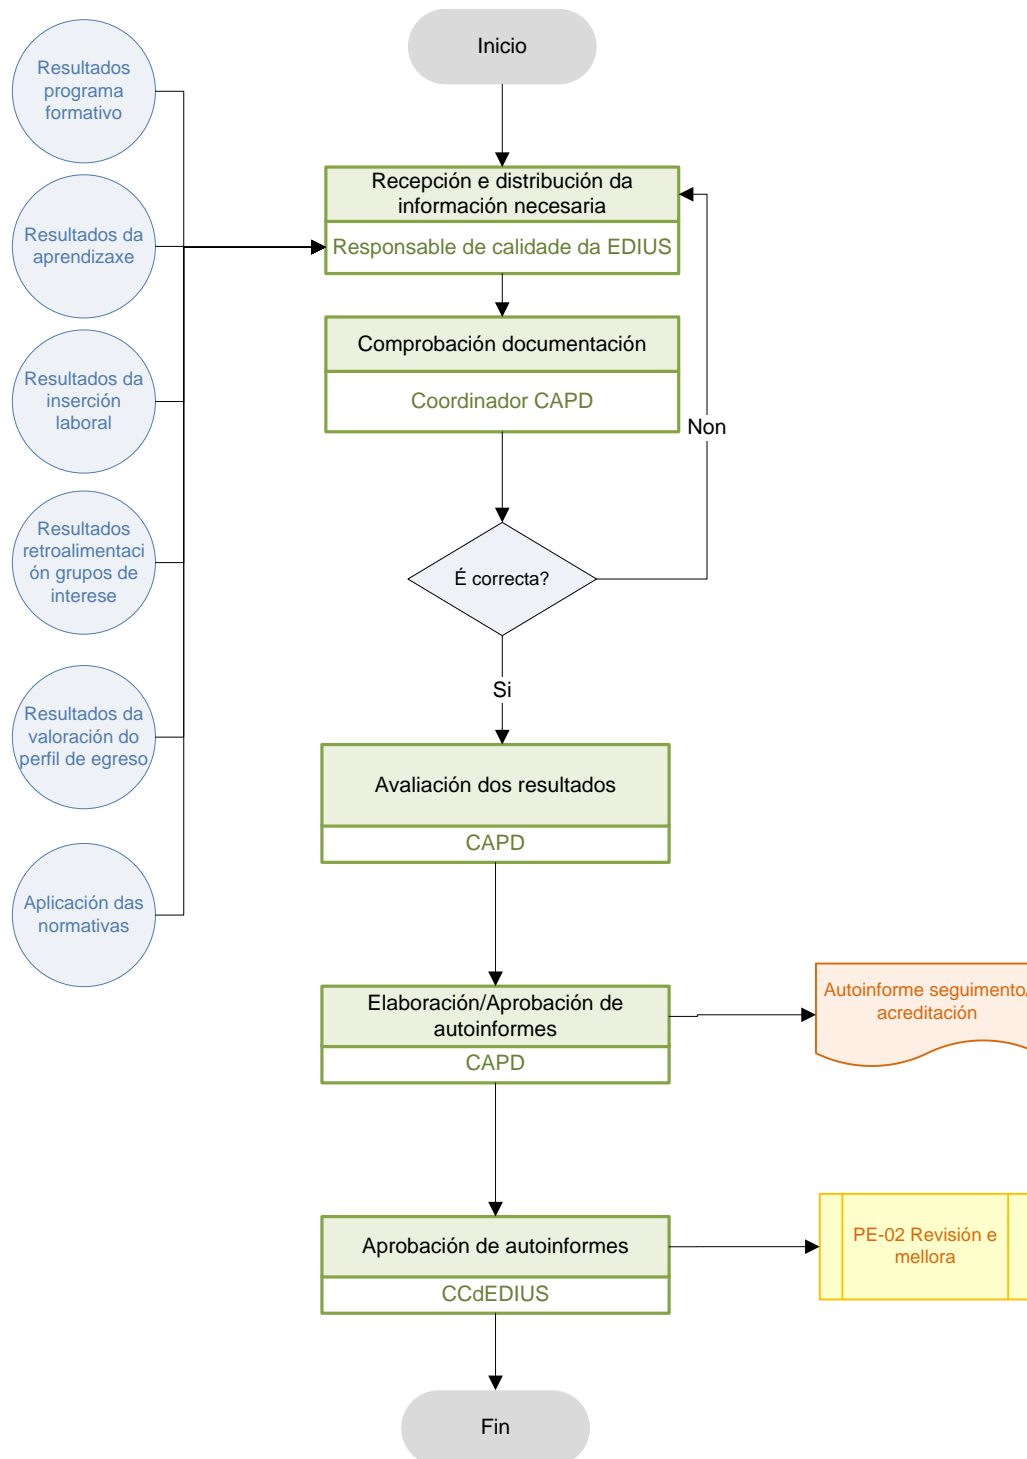 Inicio
Resultados
programa
formativo
Recepción e distribución da
información necesaria
Responsable de calidade da EDIUS
Resultados da
aprendizaxe
Comprobación documentación
Coordinador CAPD
Resultados da
inserción
laboral
Non
Resultados
retroalimentaci
ón grupos de
interese
É correcta?
Si
Resultados da
valoración do
perfil de egreso
Avaliación dos resultados
CAPD
Aplicación das
normativas
Elaboración/Aprobación de
autoinformes
CAPD
Autoinforme seguimento/
acreditación
Aprobación de autoinformes
CCdEDIUS
PE-02 Revisión e
mellora
Fin